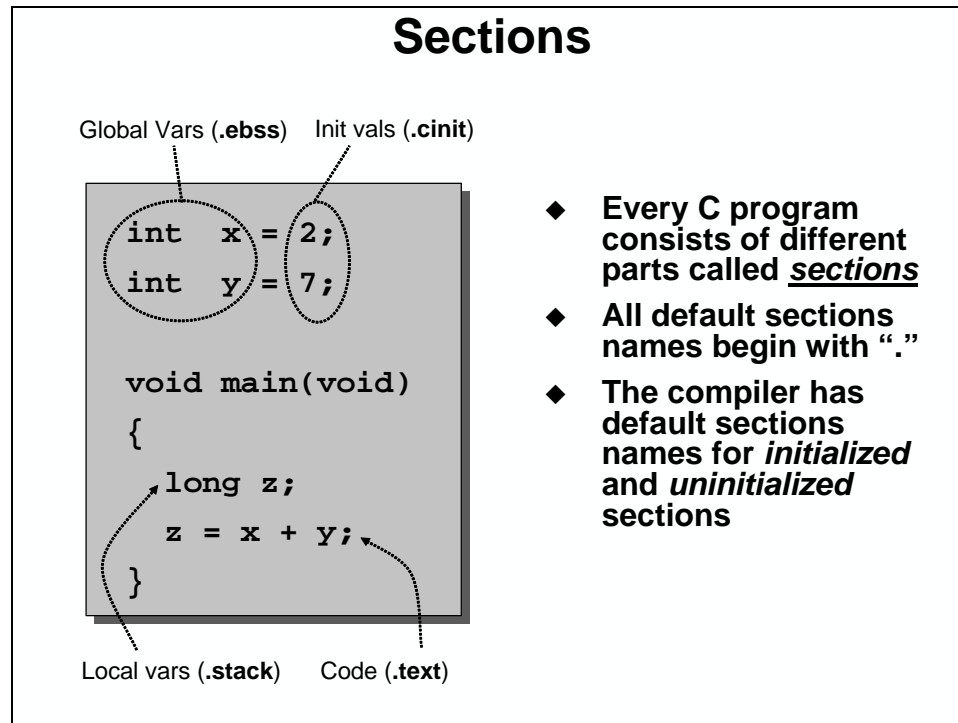 Sections
Global Vars (.ebss) Init vals (.cinit)
int x = 2;
int y = 7;
void main(void)
{
long z;
z = x + y;
}
Local vars (.stack) Code (.text)
◆ Every C program
consists of different
parts called sections
◆ All default sections
names begin with “.”
◆ The compiler has
default sections
names for initialized
and uninitialized
sections